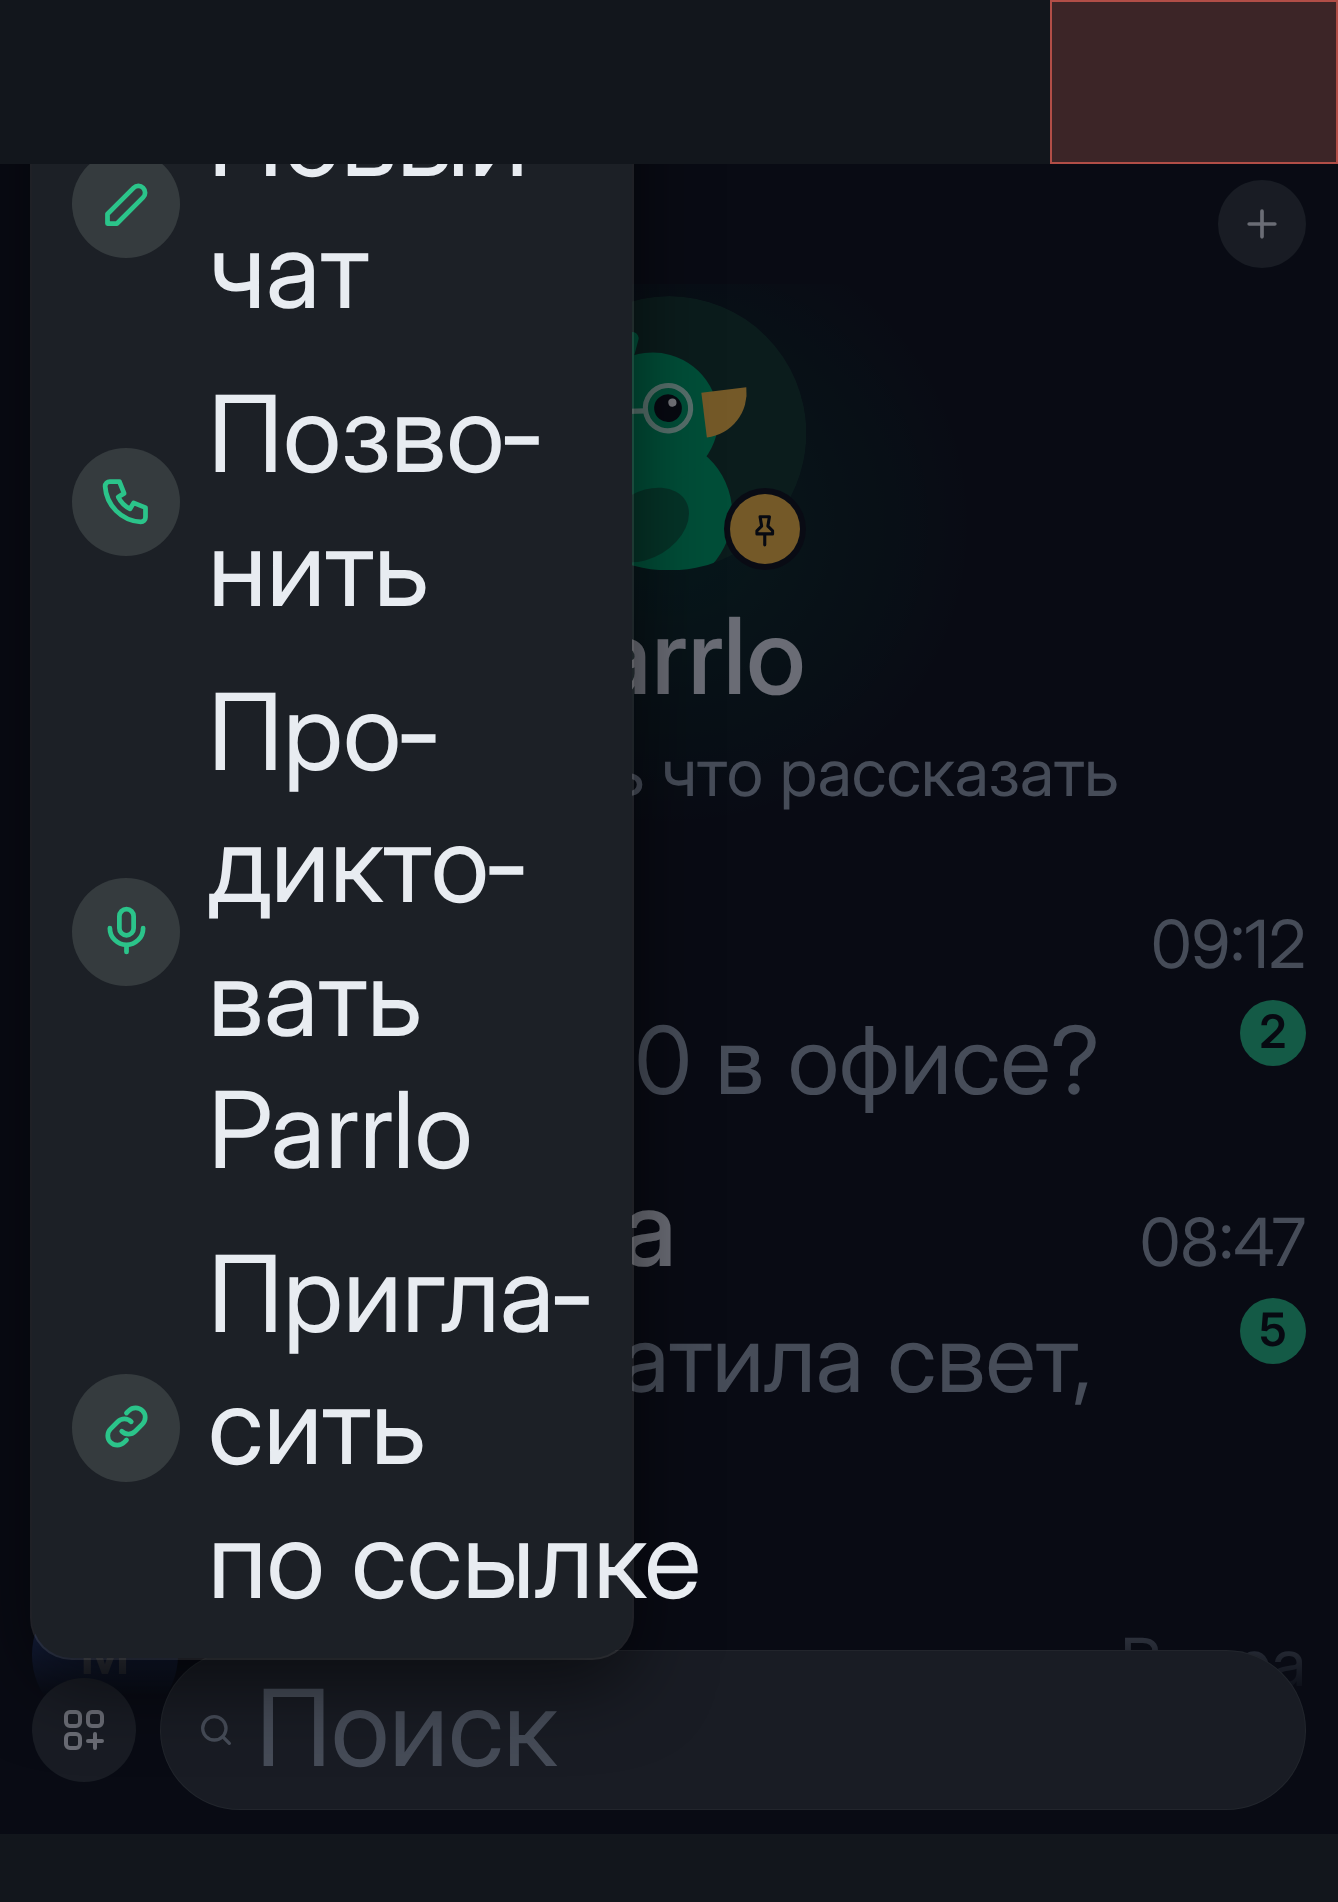 чат
Позво-
нить
Про-
дикто-
вать
Parrlo
Пригла-
сить
по ссылке
arrlo
что рассказать
09:12
0 в офисе?
2
а
08:47
атила свет,
5
Поиск